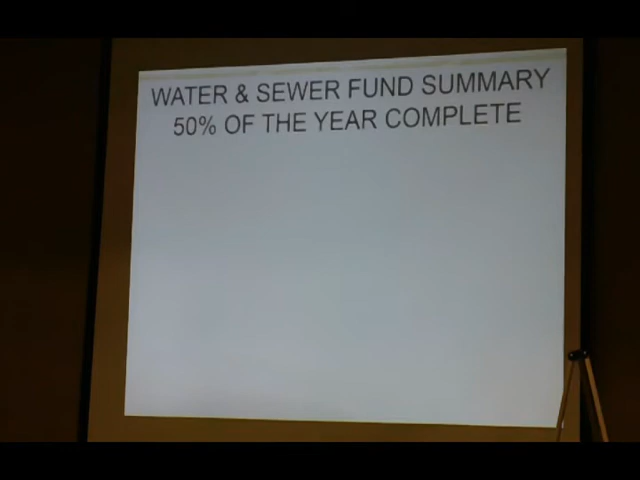 WATER & SEWER FUND SUMMARY
50% OF THE YEAR COMPLETE